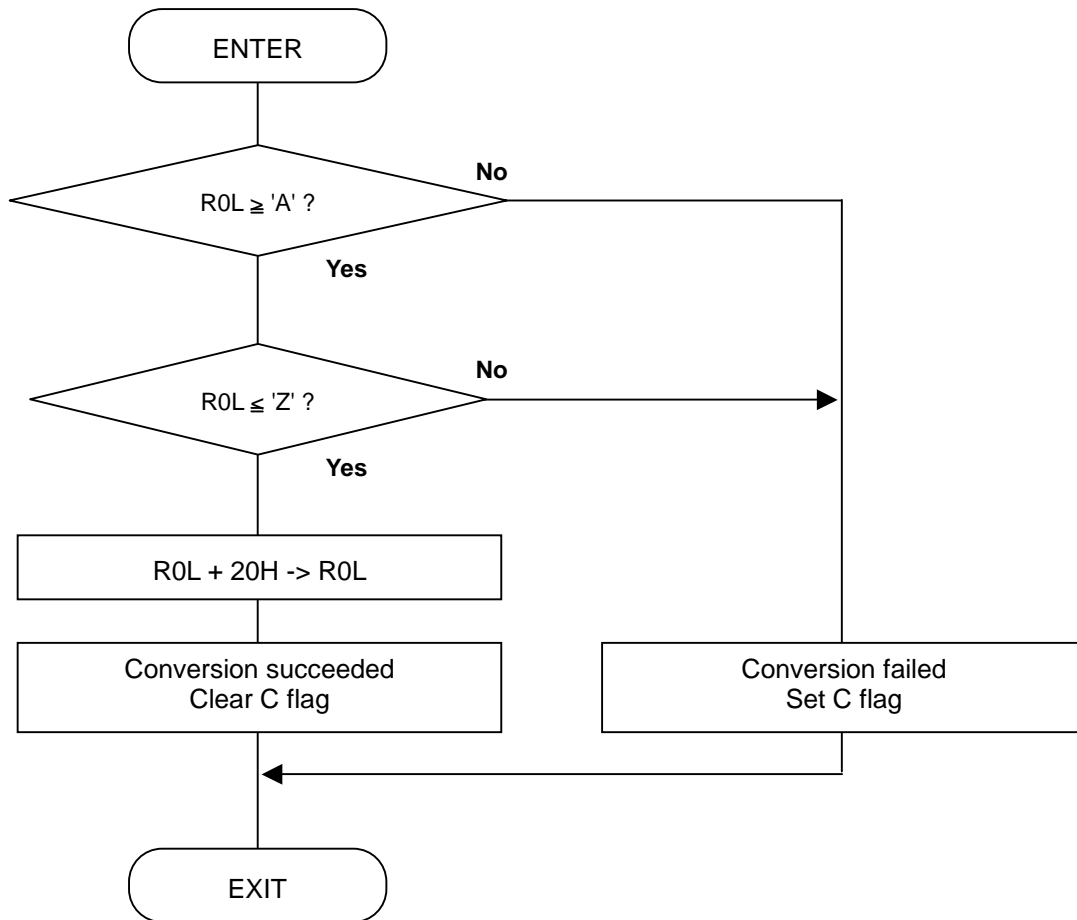 ENTER
No
R0L ≧ 'A' ?
Yes
No
R0L ≦ 'Z' ?
Yes
R0L + 20H -> R0L
Conversion succeeded
Clear C flag
Conversion failed
Set C flag
EXIT